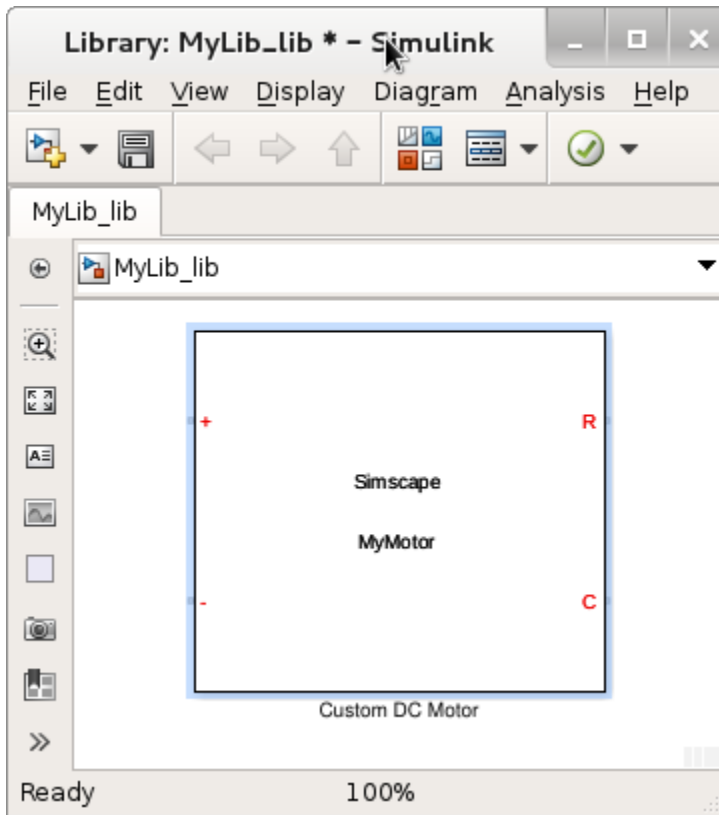 Library: MyLib_lib * - Simulink
File Edit View Display Diagram Analysis Help
MyLib_lib
MyLib_lib
+ R
Simscape
MyMotor
- C
Custom DC Motor
Ready 100%